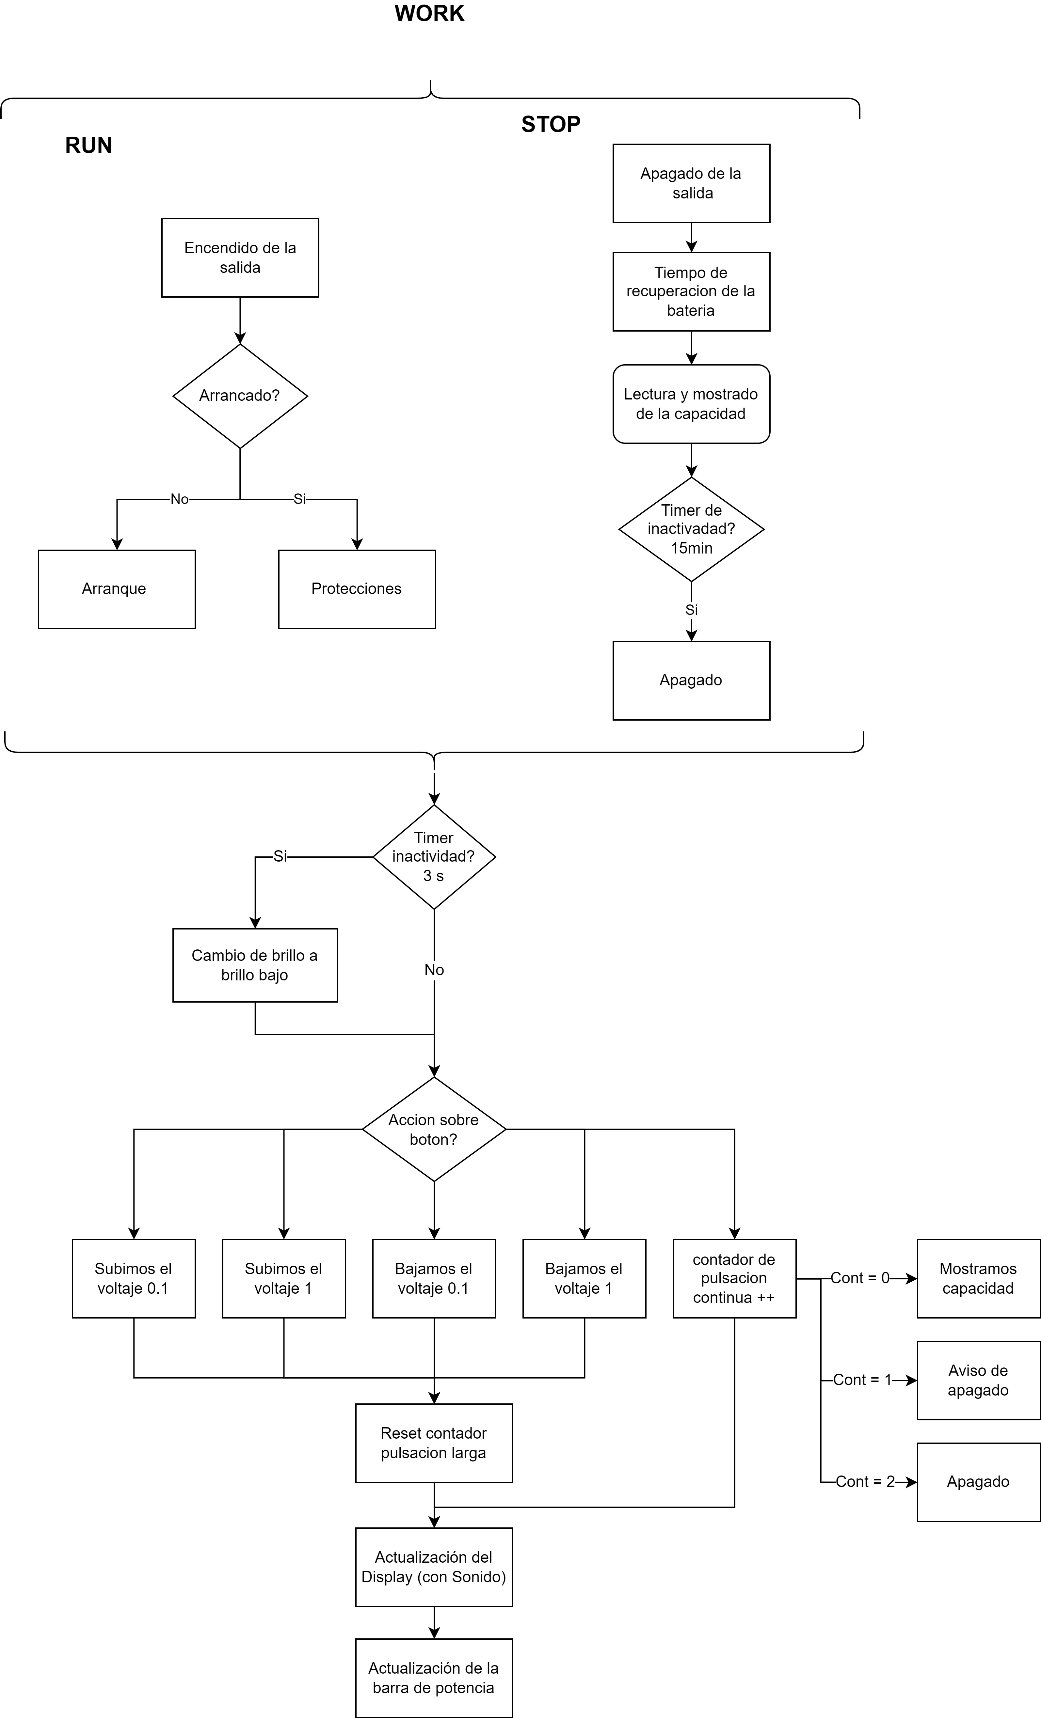 WORK
RUN
STOP
Encendido de la
salida
Arrancado?
No
Si
Arranque
Protecciones
Apagado de la
salida
Tiempo de
recuperacion de la
bateria
Lectura y mostrado
de la capacidad
Timer de
inactivadad?
15min
Si
Apagado
Timer
inactividad?
3 s
Si
No
Cambio de brillo a
brillo bajo
Accion sobre
boton?
Subimos el
voltaje 0.1
Subimos el
voltaje 1
Bajamos el
voltaje 0.1
Bajamos el
voltaje 1
contador de
pulsacion
continua ++
Cont = 0
Mostramos
capacidad
Cont = 1
Aviso de
apagado
Cont = 2
Apagado
Reset contador
pulsacion larga
Actualización del
Display (con Sonido)
Actualización de la
barra de potencia